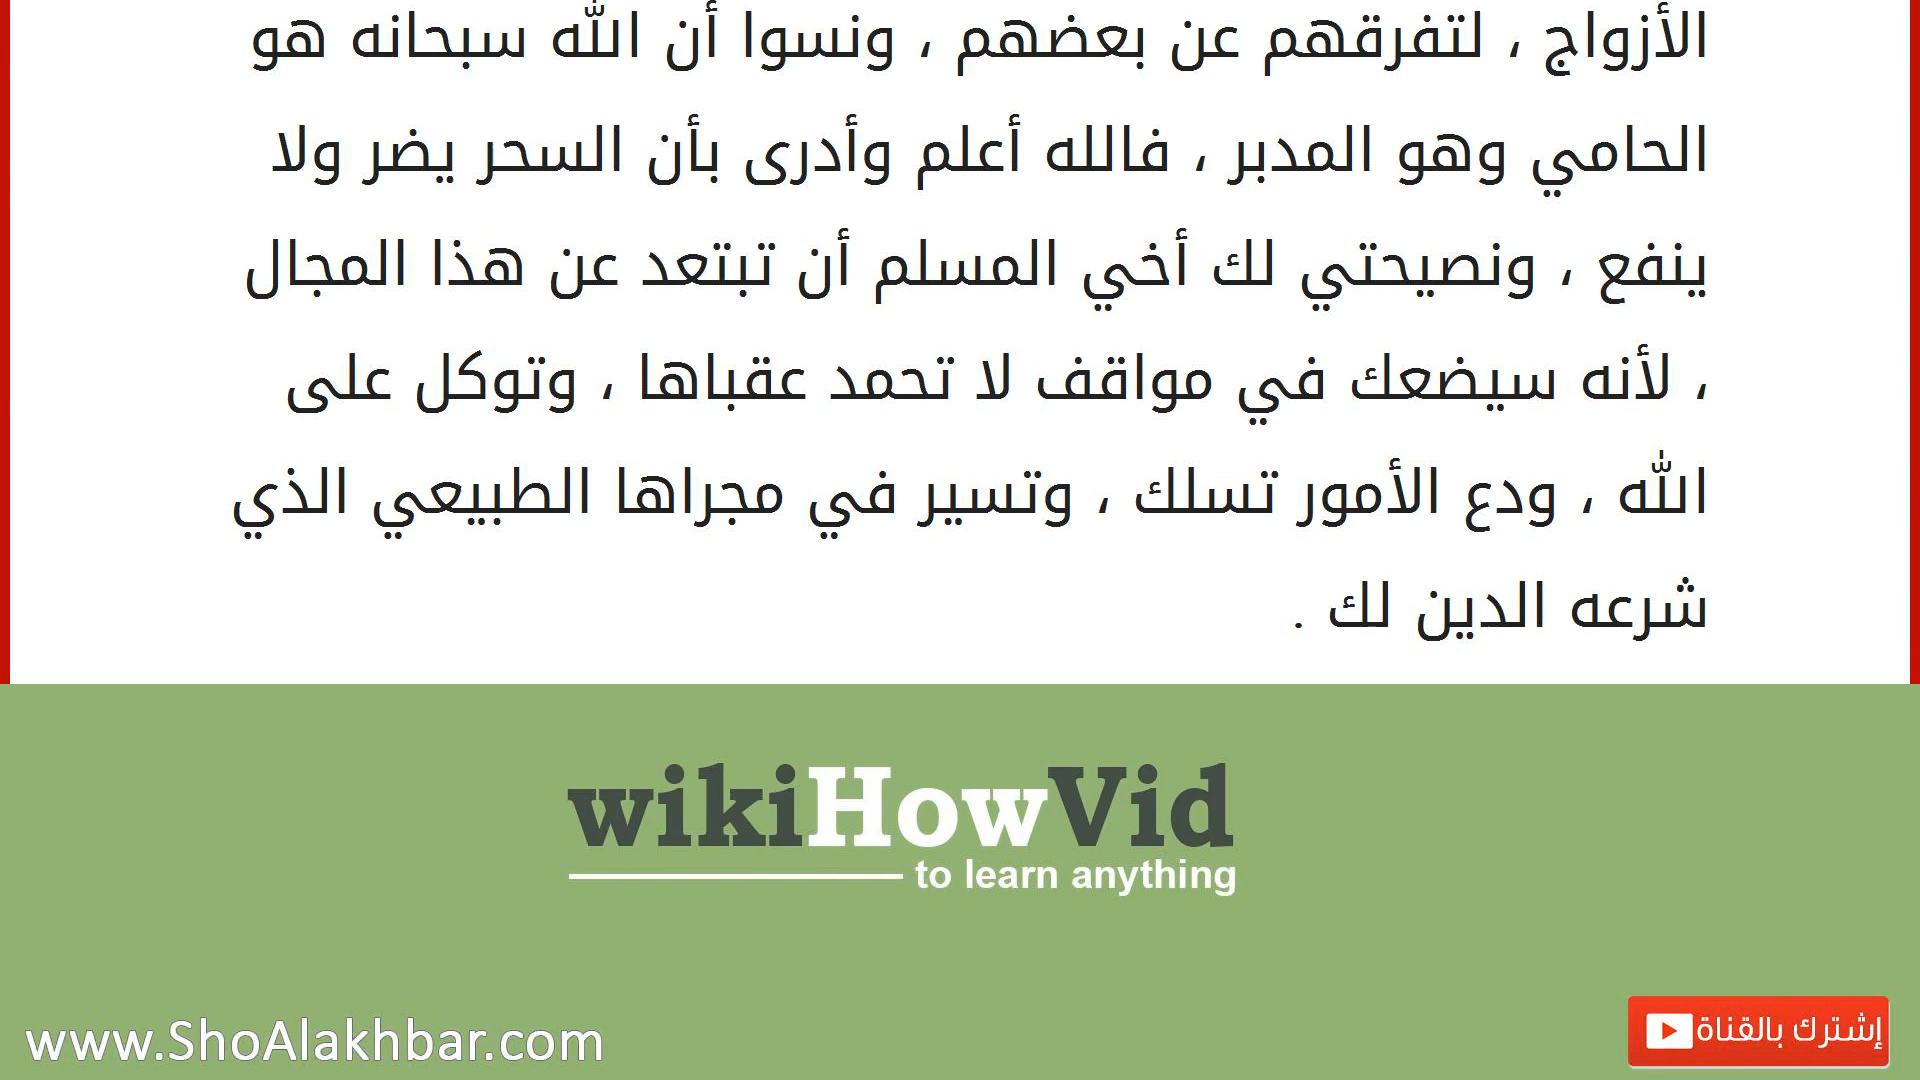 الأزواج ، لتفرقهم عن بعضهم ، ونسوا أن الله سبحانه هو
الحامي وهو المدبر ، فالله أعلم وأدرى بأن السحر يضر ولا
ينفع ، ونصيحتي لك أخي المسلم أن تبتعد عن هذا المجال
، لأنه سيضعك في مواقف لا تحمد عقباها ، وتوكل على
الله ، ودع الأمور تسلك ، وتسير في مجراها الطبيعي الذي
شرعه الدين لك .
wikiHowVid
to learn anything
www.ShoAlakhbar.com
إشترك بالقناة